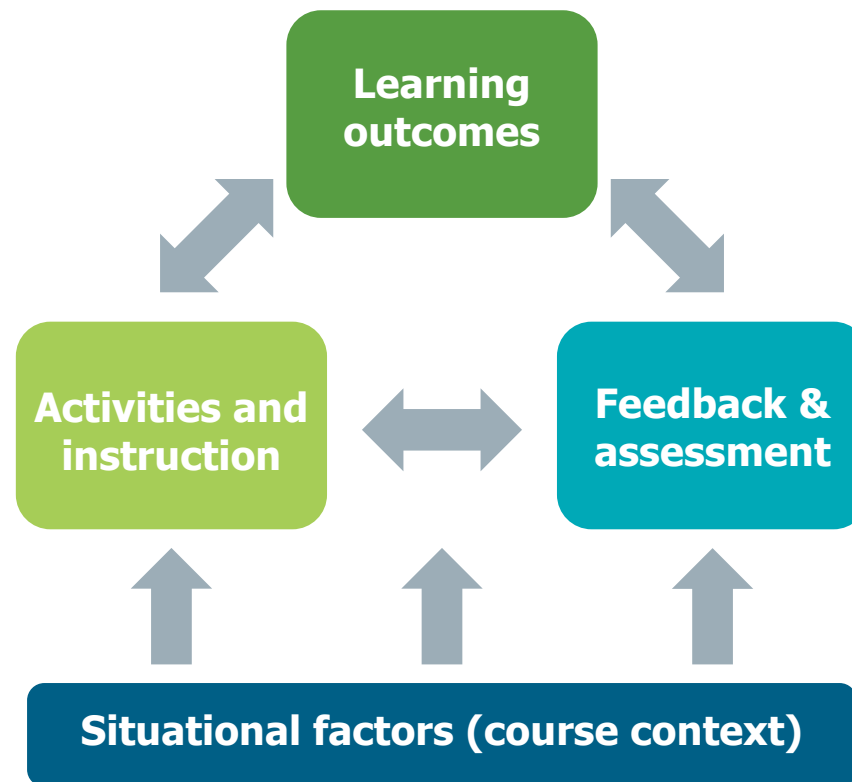 Learning
outcomes
Activities and
instruction
Feedback &
assessment
Situational factors (course context)